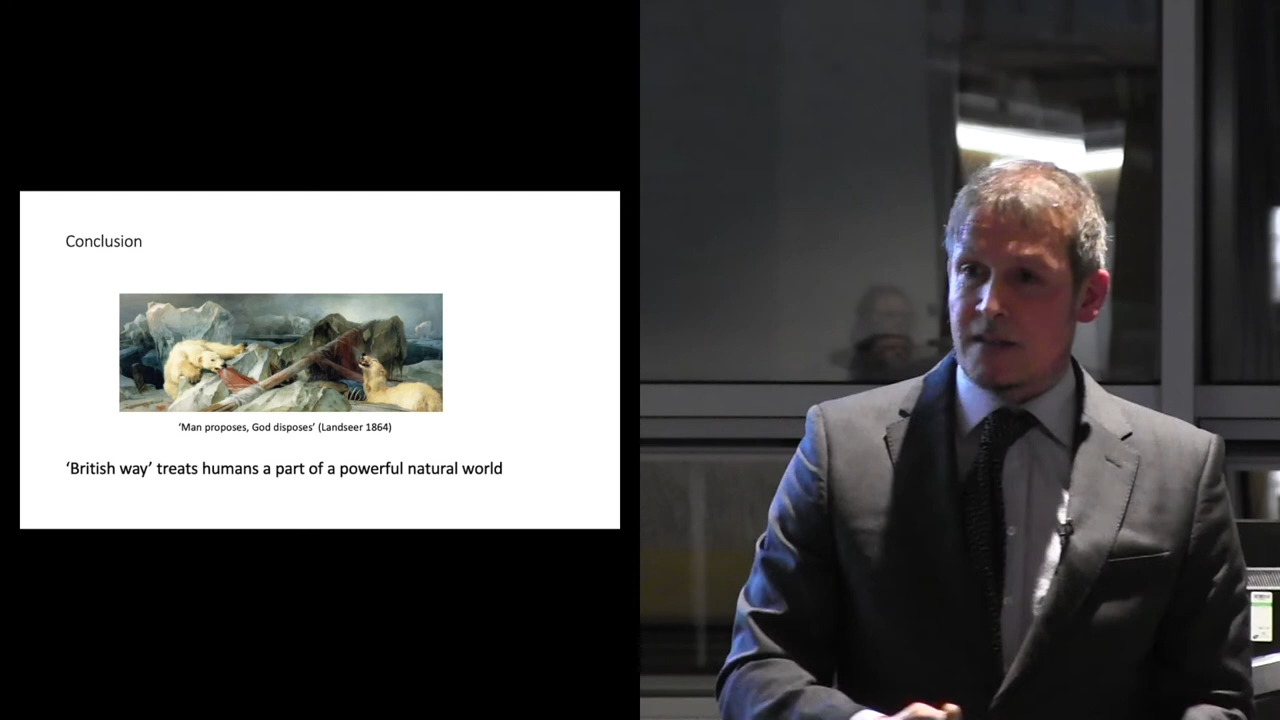 Conclusion
‘Man proposes, God disposes’ (Landseer 1864)
‘British way’ treats humans a part of a powerful natural world